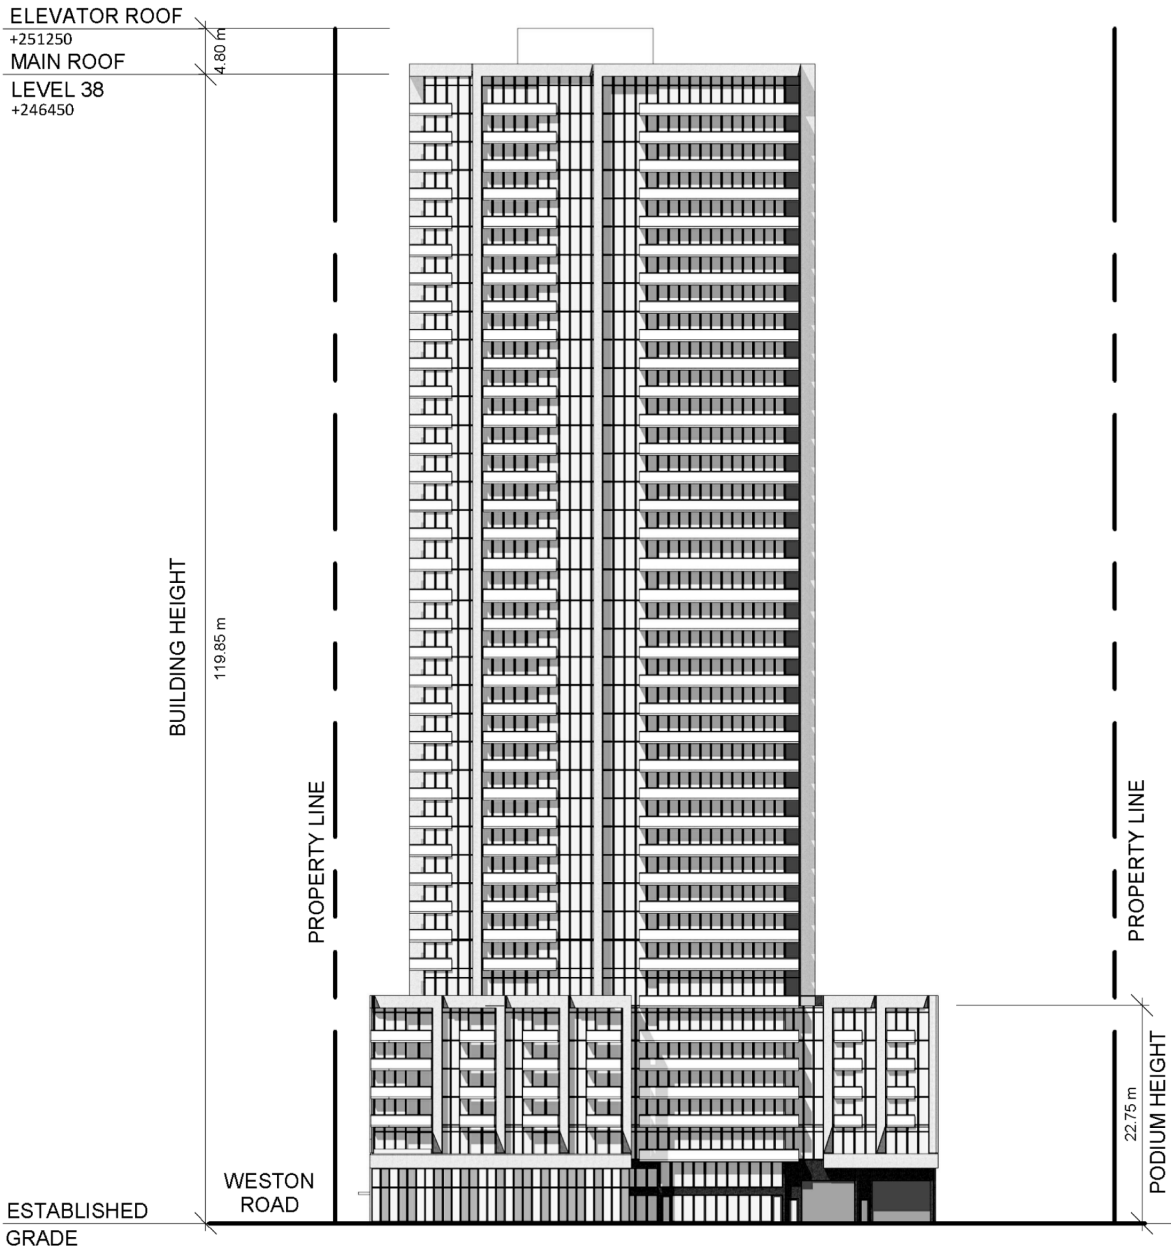 ELEVATOR ROOF
+251250
4.80 m
MAIN ROOF
LEVEL 38
+246450
BUILDING HEIGHT
119.85 m
PROPERTY LINE
PROPERTY LINE
22.75 m
PODIUM HEIGHT
WESTON
ROAD
ESTABLISHED
GRADE